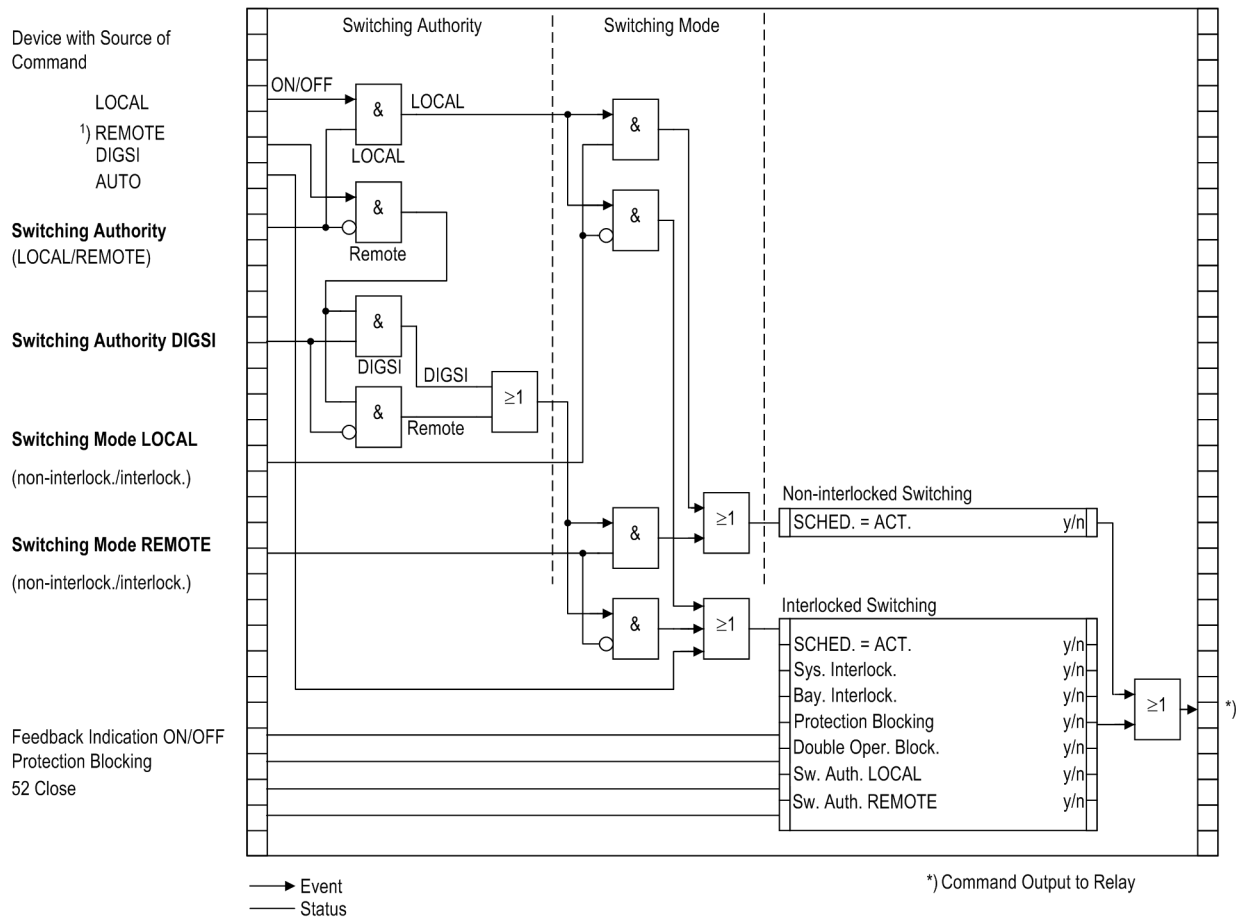 Device with Source of
Command
LOCAL
1) REMOTE
DIGSI
AUTO
Switching Authority
(LOCAL/REMOTE)
Switching Authority DIGSI
Switching Mode LOCAL
(non-interlock./interlock.)
Switching Mode REMOTE
(non-interlock./interlock.)
Feedback Indication ON/OFF
Protection Blocking
52 Close
Switching Authority
Switching Mode
ON/OFF
&
LOCAL
LOCAL
&
Remote
&
DIGSI
DIGSI
&
Remote
≥1
&
&
&
≥1
&
≥1
Non-interlocked Switching
SCHED. = ACT. y/n
Interlocked Switching
SCHED. = ACT. y/n
Sys. Interlock. y/n
Bay. Interlock. y/n
Protection Blocking y/n
Double Oper. Block. y/n
Sw. Auth. LOCAL y/n
Sw. Auth. REMOTE y/n
≥1
*)
Event
Status
*) Command Output to Relay